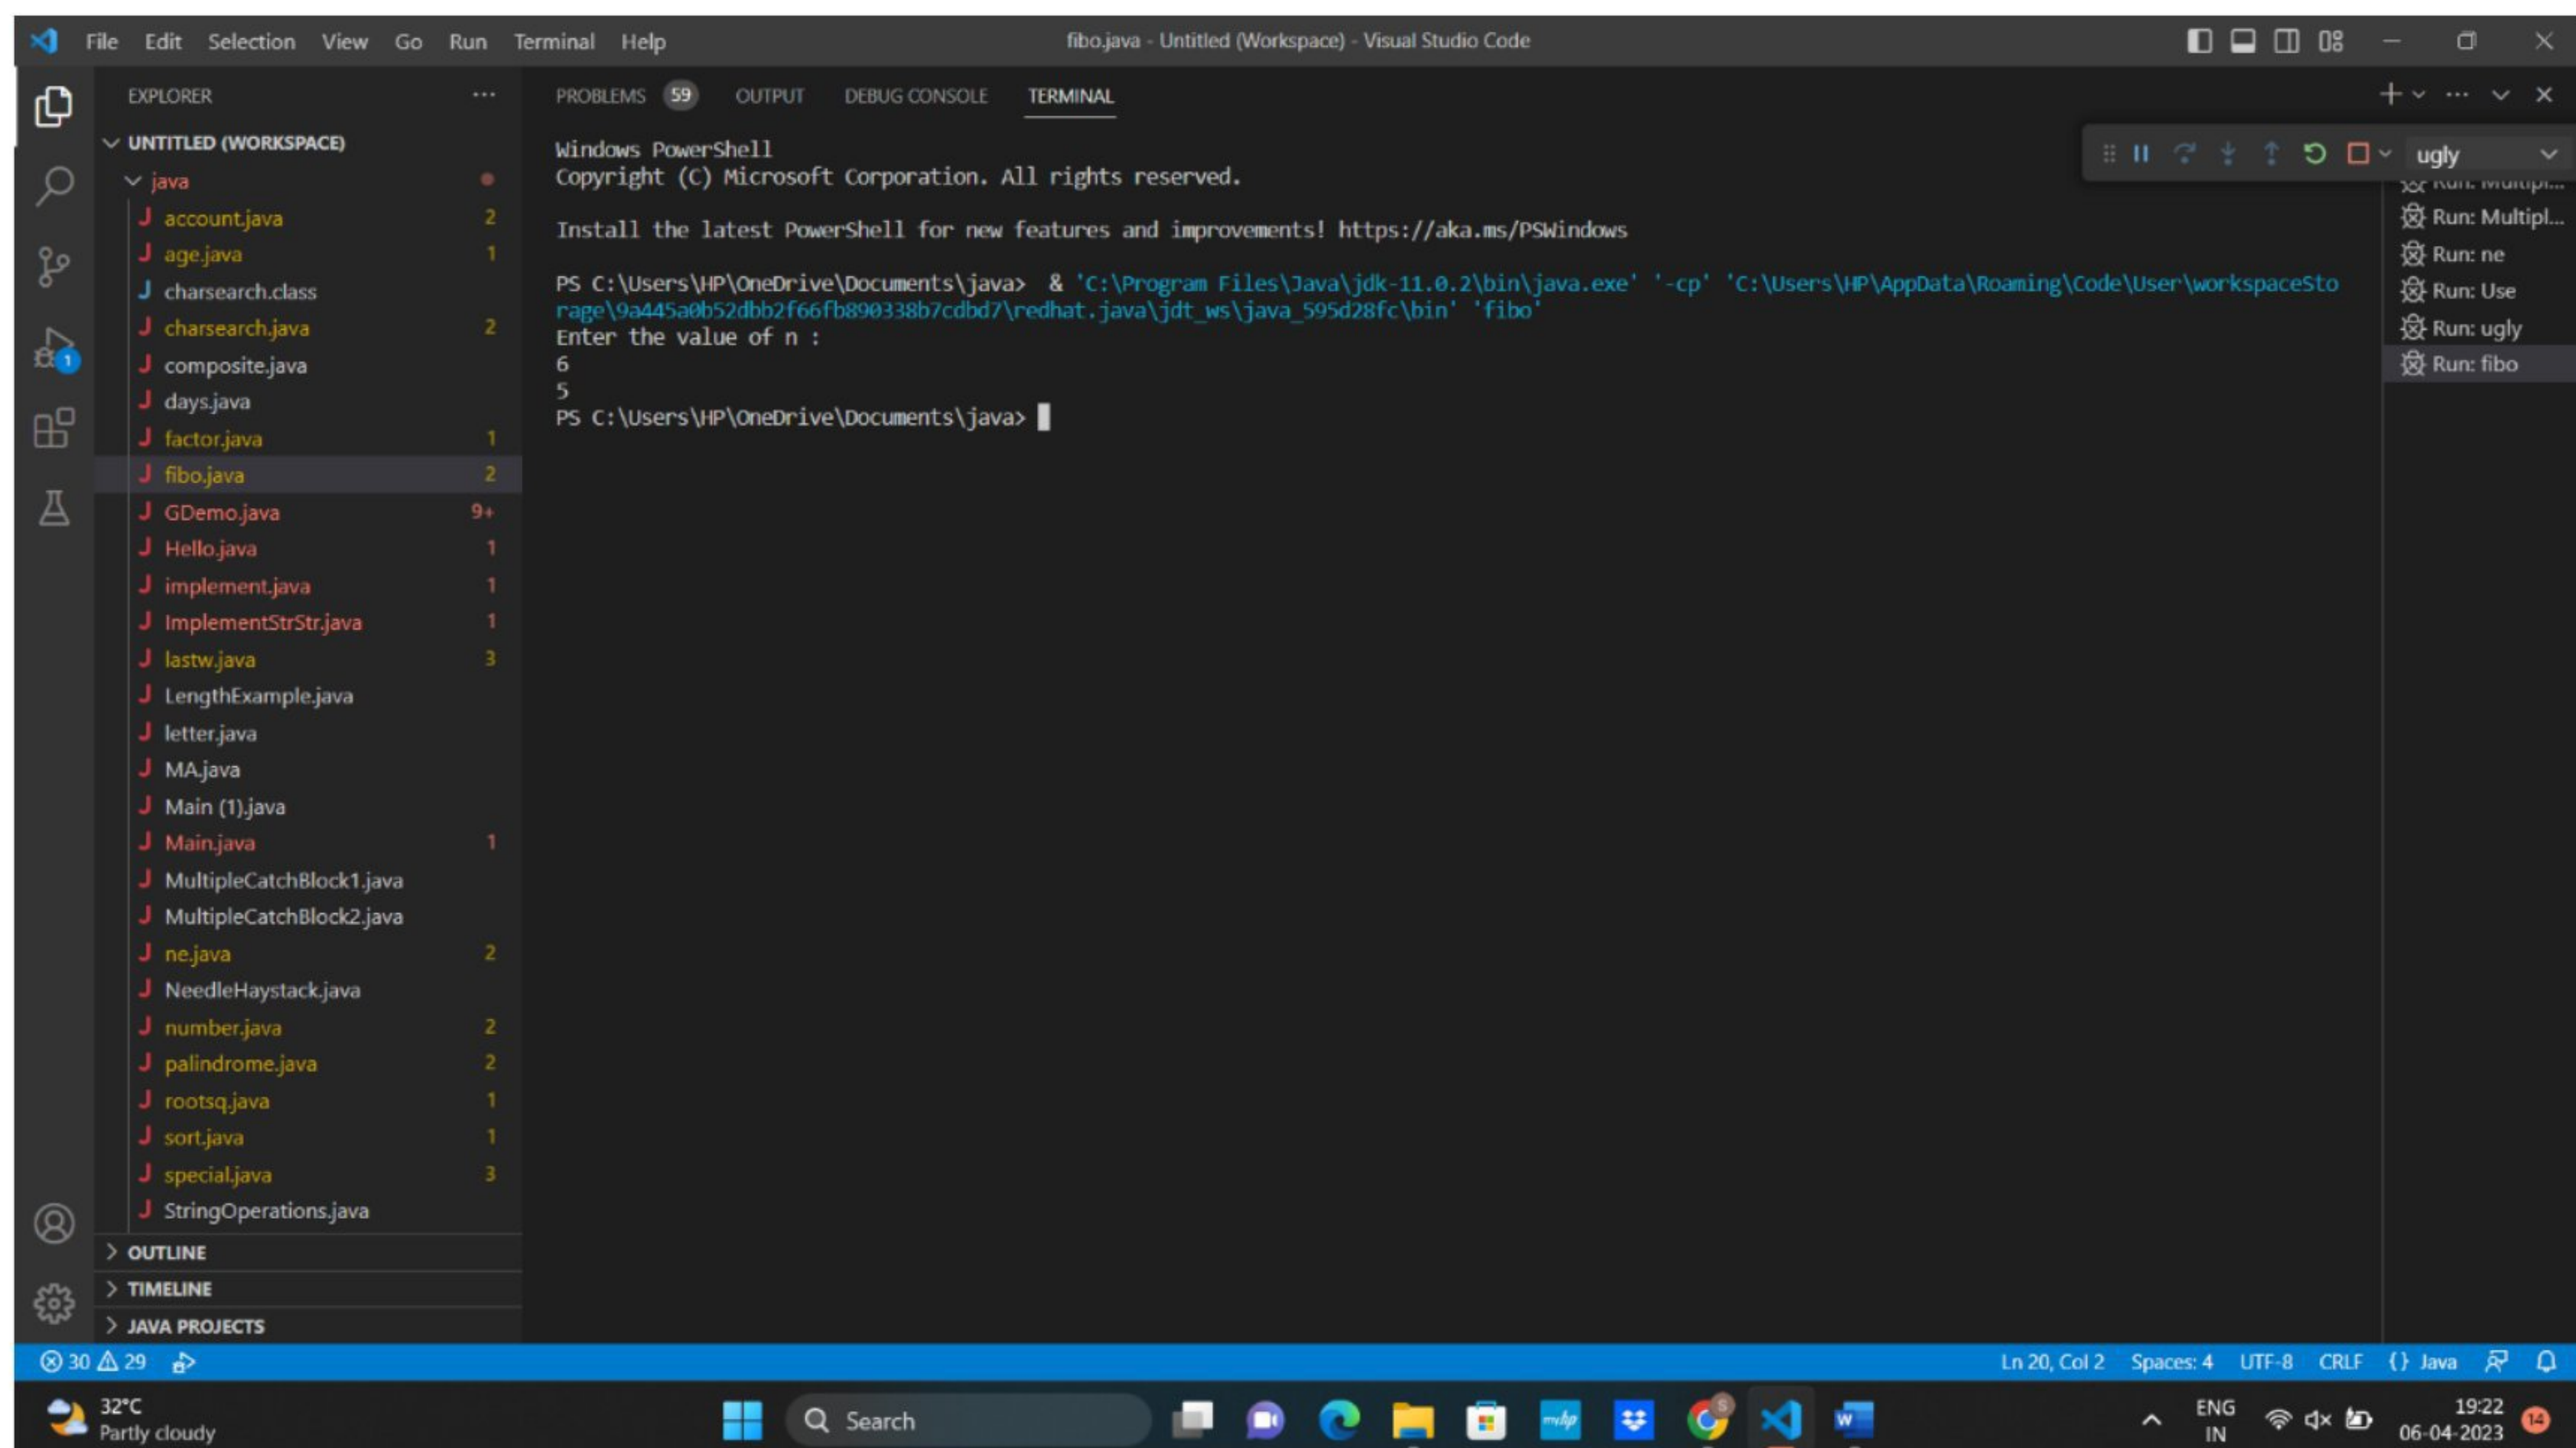 File Edit Selection View Go Run Terminal Help
fibo.java - Untitled (Workspace) - Visual Studio Code
EXPLORER
UNTITLED (WORKSPACE)
java
account.java 2
age.java 1
charsearch.class
charsearch.java 2
composite.java
days.java
factor.java 1
fibo.java 2
GDemo.java 9+
Hello.java 1
implement.java 1
ImplementStrStr.java 1
lastw.java 3
LengthExample.java
letter.java
MA.java
Main (1).java
Main.java 1
MultipleCatchBlock1.java
MultipleCatchBlock2.java
ne.java 2
NeedleHaystack.java
number.java 2
palindrome.java 2
rootsq.java 1
sort.java 1
special.java 3
StringOperations.java
OUTLINE
TIMELINE
JAVA PROJECTS
PROBLEMS 59 OUTPUT DEBUG CONSOLE TERMINAL
Windows PowerShell
Copyright (C) Microsoft Corporation. All rights reserved.
Install the latest PowerShell for new features and improvements! https://aka.ms/PSWindows
PS C:\Users\HP\OneDrive\Documents\java> & 'C:\Program Files\Java\jdk-11.0.2\bin\java.exe' '-cp' 'C:\Users\HP\AppData\Roaming\Code\User\workspaceSto
rage\9a445a0b52dbb2f66fb890338b7cdbd7\redhat.java\jdt_ws\java_595d28fc\bin' 'fibo'
Enter the value of n :
6
5
PS C:\Users\HP\OneDrive\Documents\java>
ugly
Run: Multipl...
Run: Multipl...
Run: ne
Run: Use
Run: ugly
Run: fibo
1
30 29
Ln 20, Col 2 Spaces: 4 UTF-8 CRLF {} Java
32°C
Partly cloudy
Search
myhp
S
W
ENG
IN
19:22
06-04-2023
14